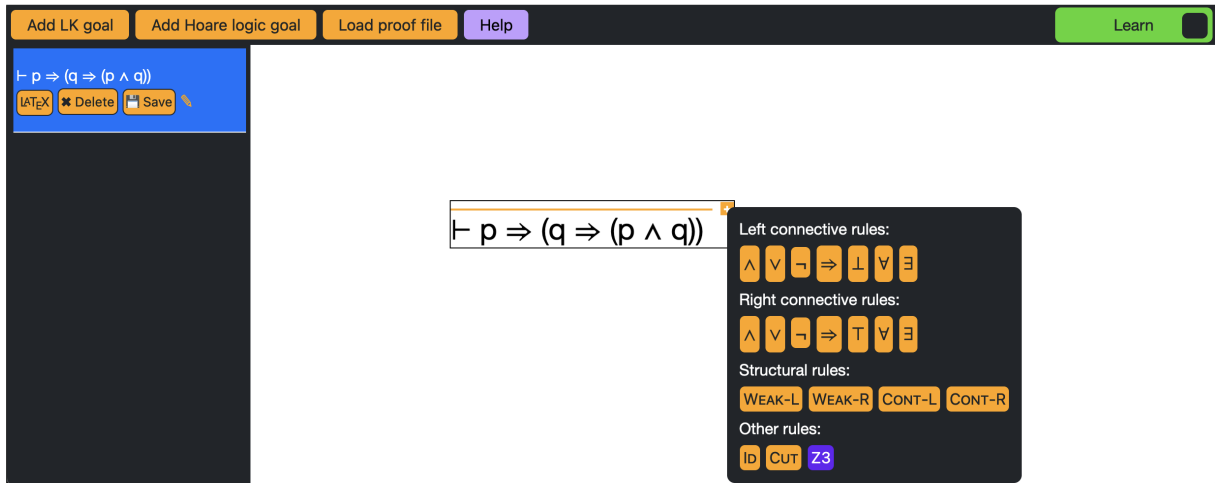 Add LK goal Add Hoare logic goal Load proof file Help Learn
⊢ p ⇒ (q ⇒ (p ∧ q))
LATEX ✖ Delete 💾 Save ✎
⊢ p ⇒ (q ⇒ (p ∧ q)) +
Left connective rules:
∧ ∨ ¬ ⇒ ⊥ ∀ ∃
Right connective rules:
∧ ∨ ¬ ⇒ ⊤ ∀ ∃
Structural rules:
WEAK-L WEAK-R CONT-L CONT-R
Other rules:
ID CUT Z3